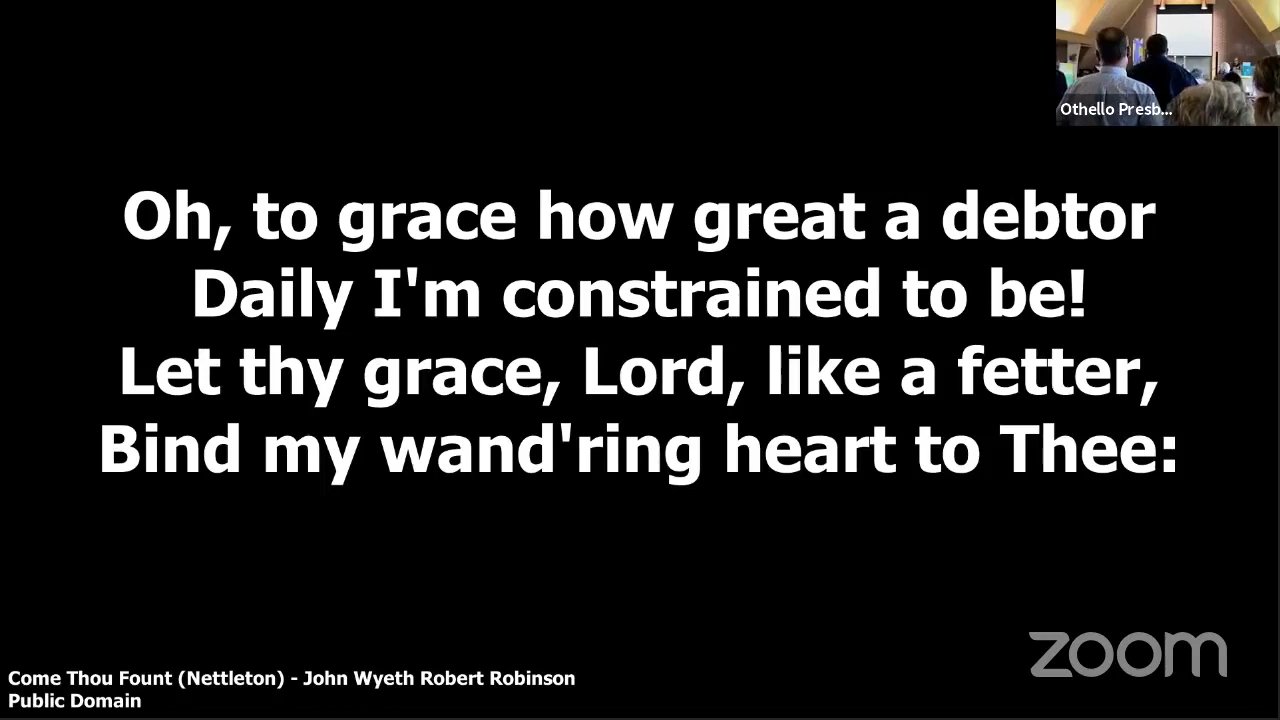 Othello Presb...
Oh, to grace how great a debtor
Daily I'm constrained to be!
Let thy grace, Lord, like a fetter,
Bind my wand'ring heart to Thee:
zoom
Come Thou Fount (Nettleton) - John Wyeth Robert Robinson
Public Domain